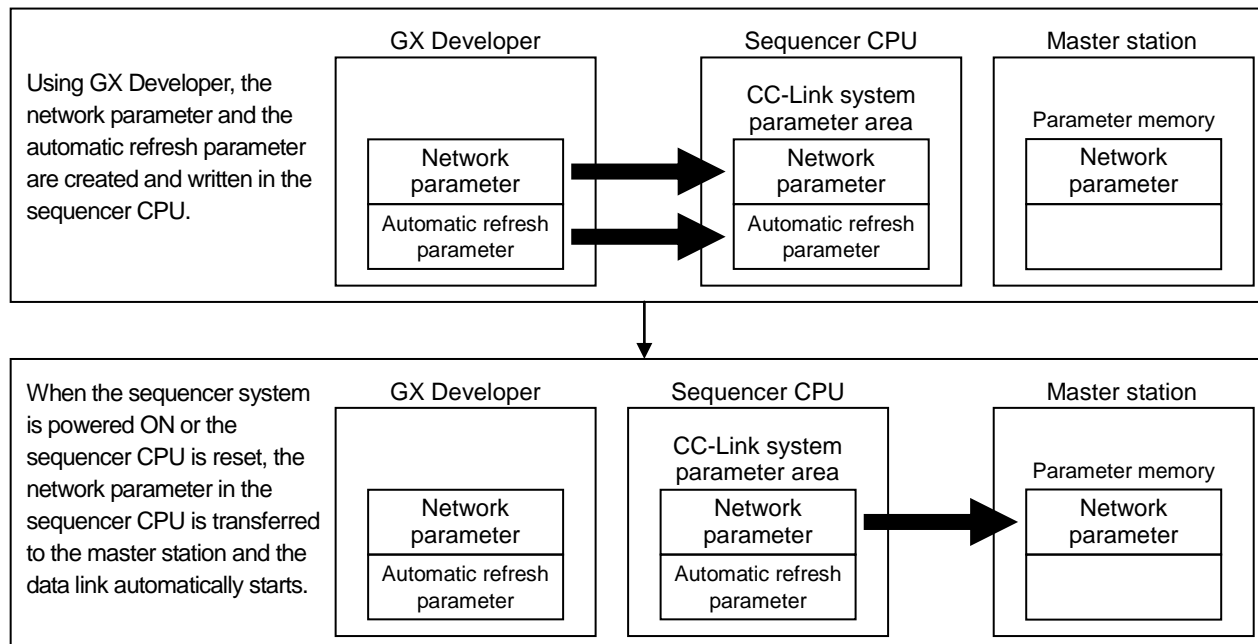 GX Developer
Sequencer CPU
Master station
Using GX Developer, the
network parameter and the
automatic refresh parameter
are created and written in the
sequencer CPU.
CC-Link system
parameter area
Parameter memory
Network
parameter
Network
parameter
Network
parameter
Automatic refresh
parameter
Automatic refresh
parameter
When the sequencer system
is powered ON or the
sequencer CPU is reset, the
network parameter in the
sequencer CPU is transferred
to the master station and the
data link automatically starts.
GX Developer
Sequencer CPU
Master station
CC-Link system
parameter area
Parameter memory
Network
parameter
Network
parameter
Network
parameter
Automatic refresh
parameter
Automatic refresh
parameter